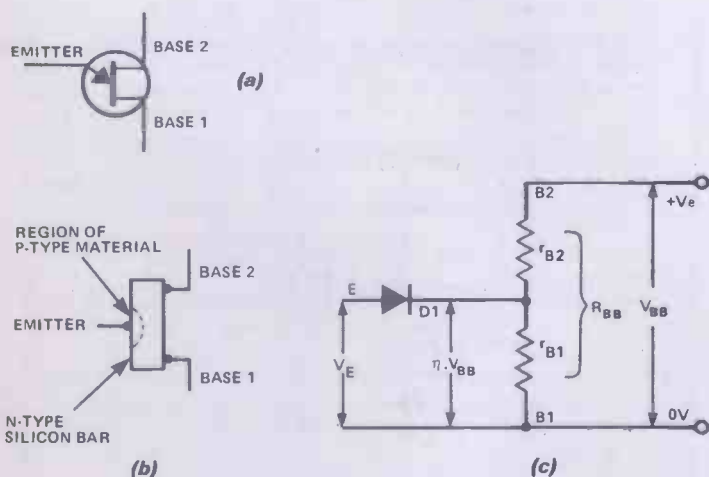 EMITTER
BASE 2
(a)
BASE 1
REGION OF
P-TYPE MATERIAL
BASE 2
EMITTER
BASE 1
N-TYPE
SILICON BAR
(b)
B2
+Ve
rB2
E
D1
RBB
VBB
VE
η.VBB
rB1
B1
0V
(c)